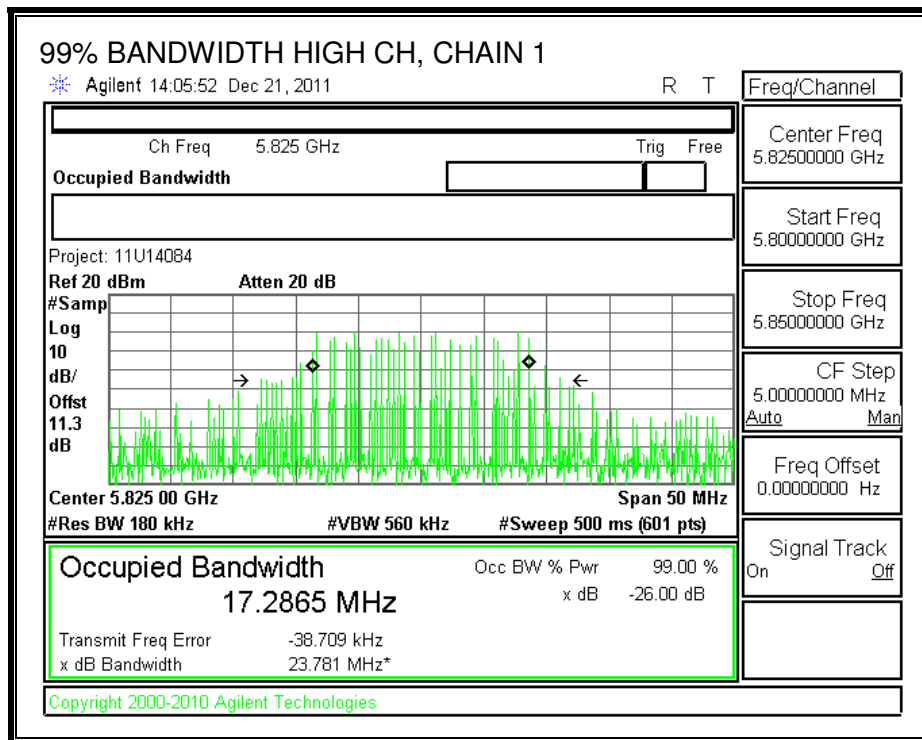 99% BANDWIDTH HIGH CH, CHAIN 1
Agilent 14:05:52 Dec 21, 2011 R T
Ch Freq 5.825 GHz Trig Free
Occupied Bandwidth
Project: 11U14084
Ref 20 dBm Atten 20 dB
#Samp
Log
10
dB/
Offst
11.3
dB
Center 5.825 00 GHz Span 50 MHz
#Res BW 180 kHz #VBW 560 kHz #Sweep 500 ms (601 pts)
Occupied Bandwidth Occ BW % Pwr 99.00 %
17.2865 MHz x dB -26.00 dB
Transmit Freq Error -38.709 kHz
x dB Bandwidth 23.781 MHz*
Copyright 2000-2010 Agilent Technologies
Freq/Channel
Center Freq
5.82500000 GHz
Start Freq
5.80000000 GHz
Stop Freq
5.85000000 GHz
CF Step
5.00000000 MHz
Auto Man
Freq Offset
0.00000000 Hz
Signal Track
On Off